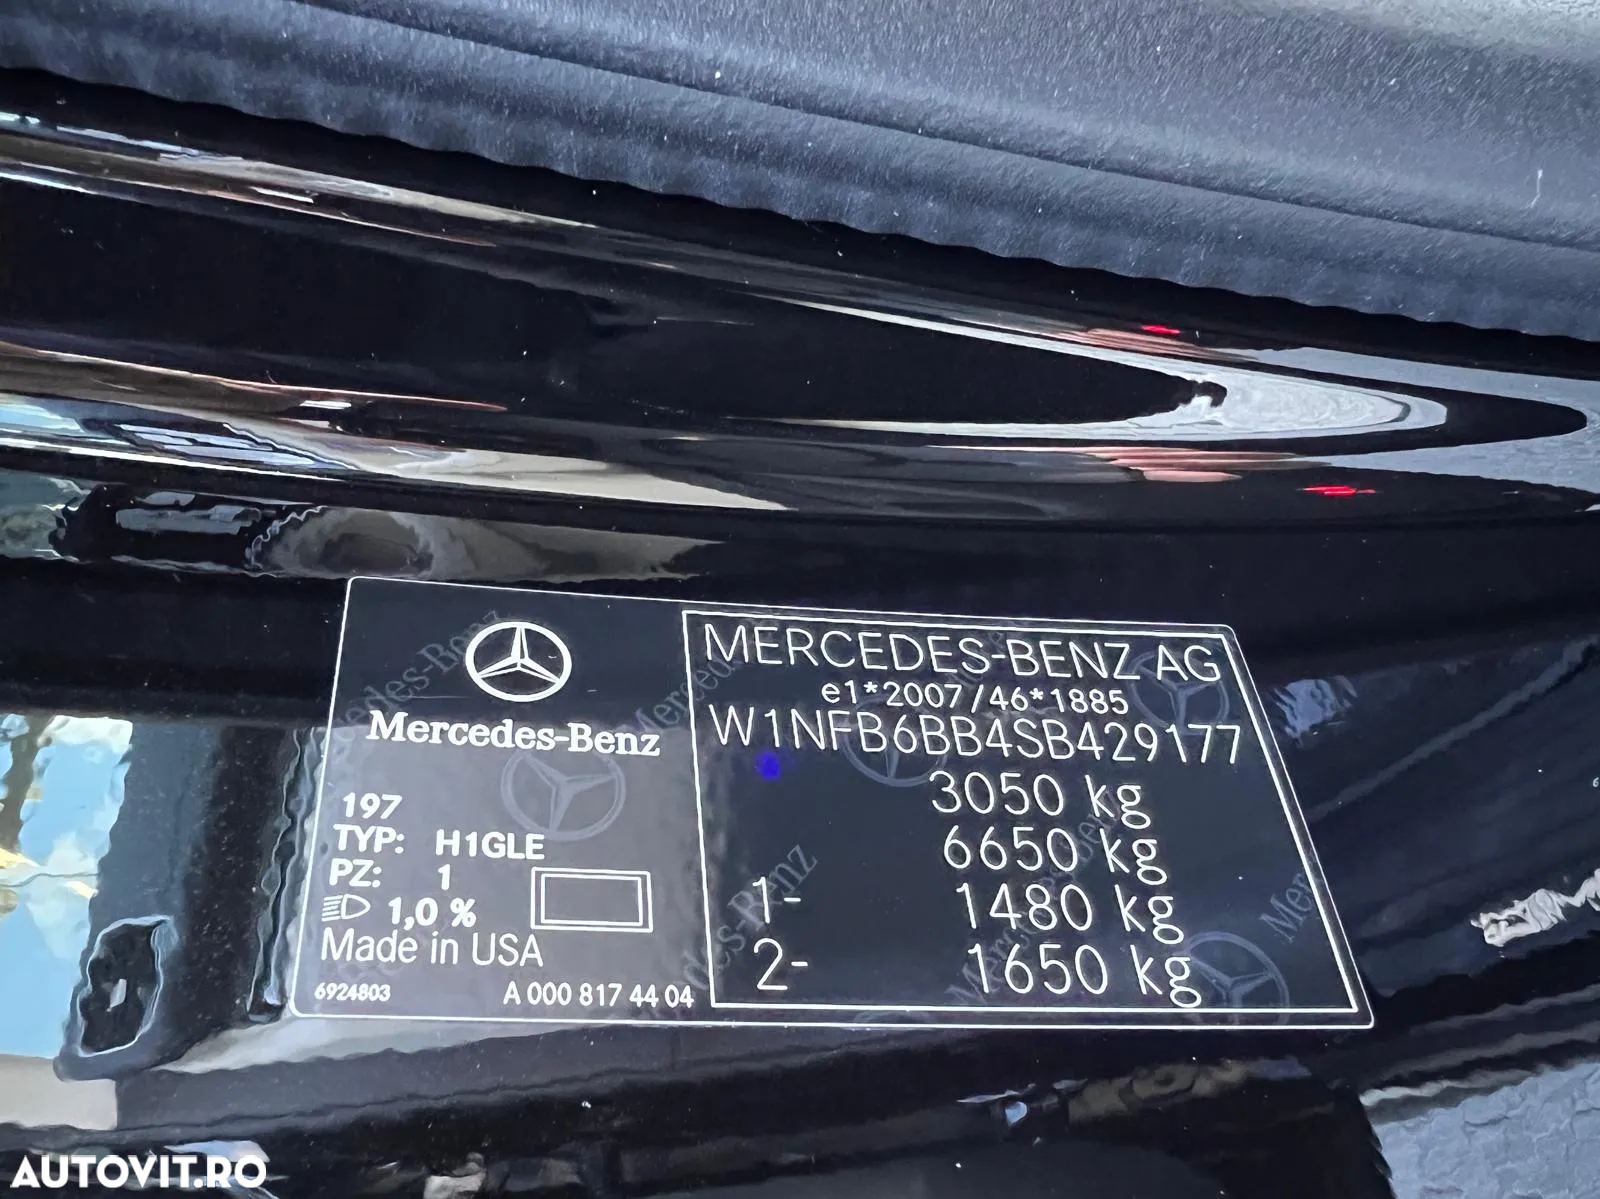 Mercedes-Benz
197
TYP: H1GLE
PZ: 1
1,0 %
Made in USA
6924803 A 000 817 44 04
MERCEDES-BENZ AG
e1*2007/46*1885
W1NFB6BB4SB429177
3050 kg
6650 kg
1- 1480 kg
2- 1650 kg
AUTOVIT.RO